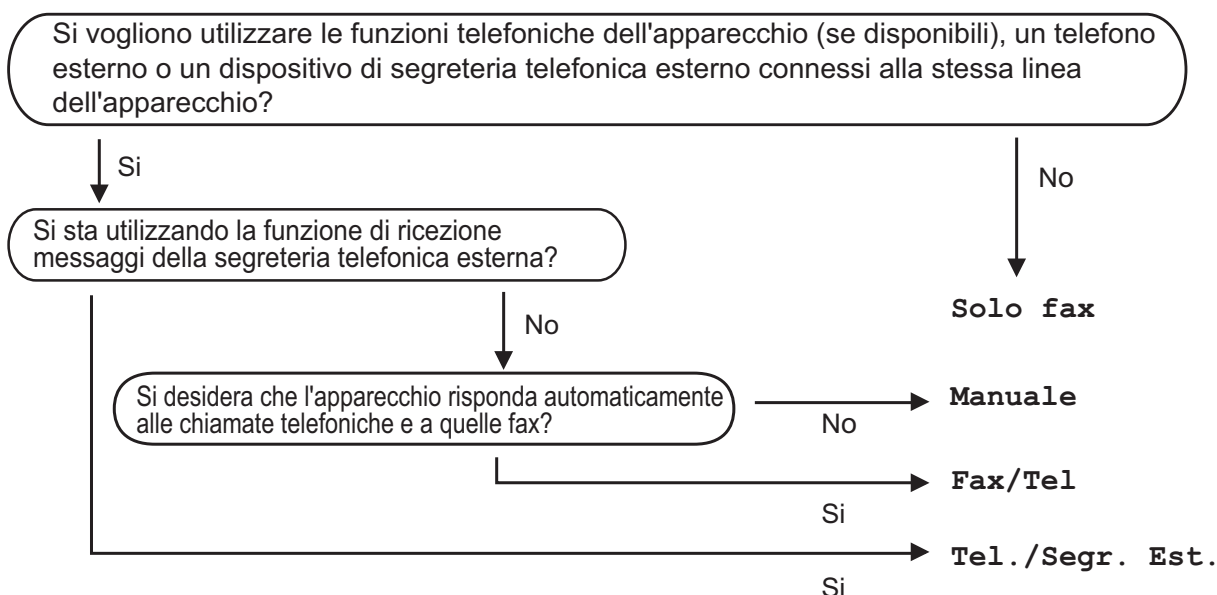 Si vogliono utilizzare le funzioni telefoniche dell'apparecchio (se disponibili), un telefono
esterno o un dispositivo di segreteria telefonica esterno connessi alla stessa linea
dell'apparecchio?
Si
No
Si sta utilizzando la funzione di ricezione
messaggi della segreteria telefonica esterna?
Solo fax
No
Si desidera che l'apparecchio risponda automaticamente
alle chiamate telefoniche e a quelle fax?
No
Manuale
Fax/Tel
Si
Tel./Segr. Est.
Si